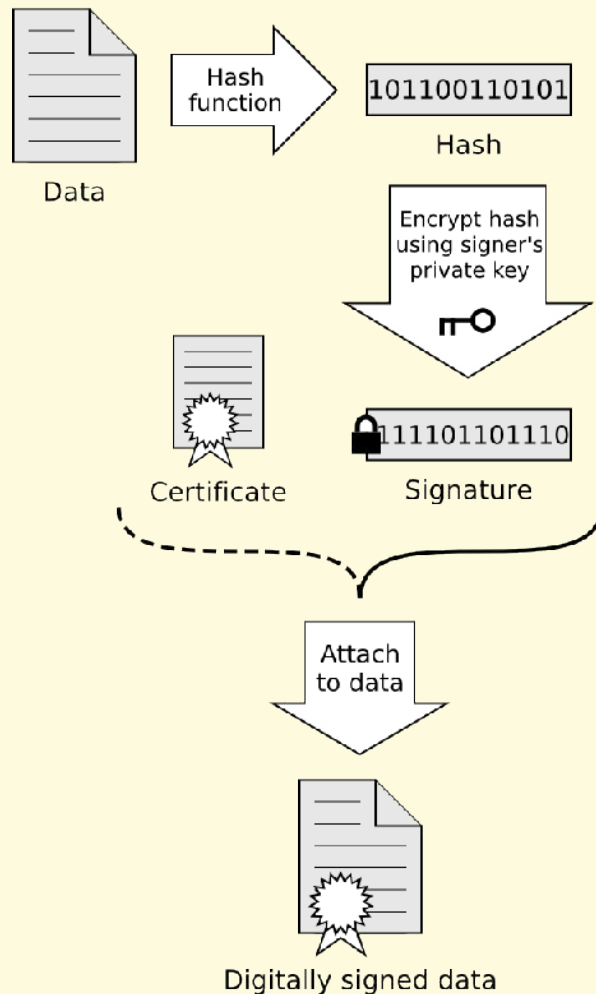 Hash
function
101100110101
Hash
Data
Encrypt hash
using signer's
private key
111101101110
Certificate
Signature
Attach
to data
Digitally signed data